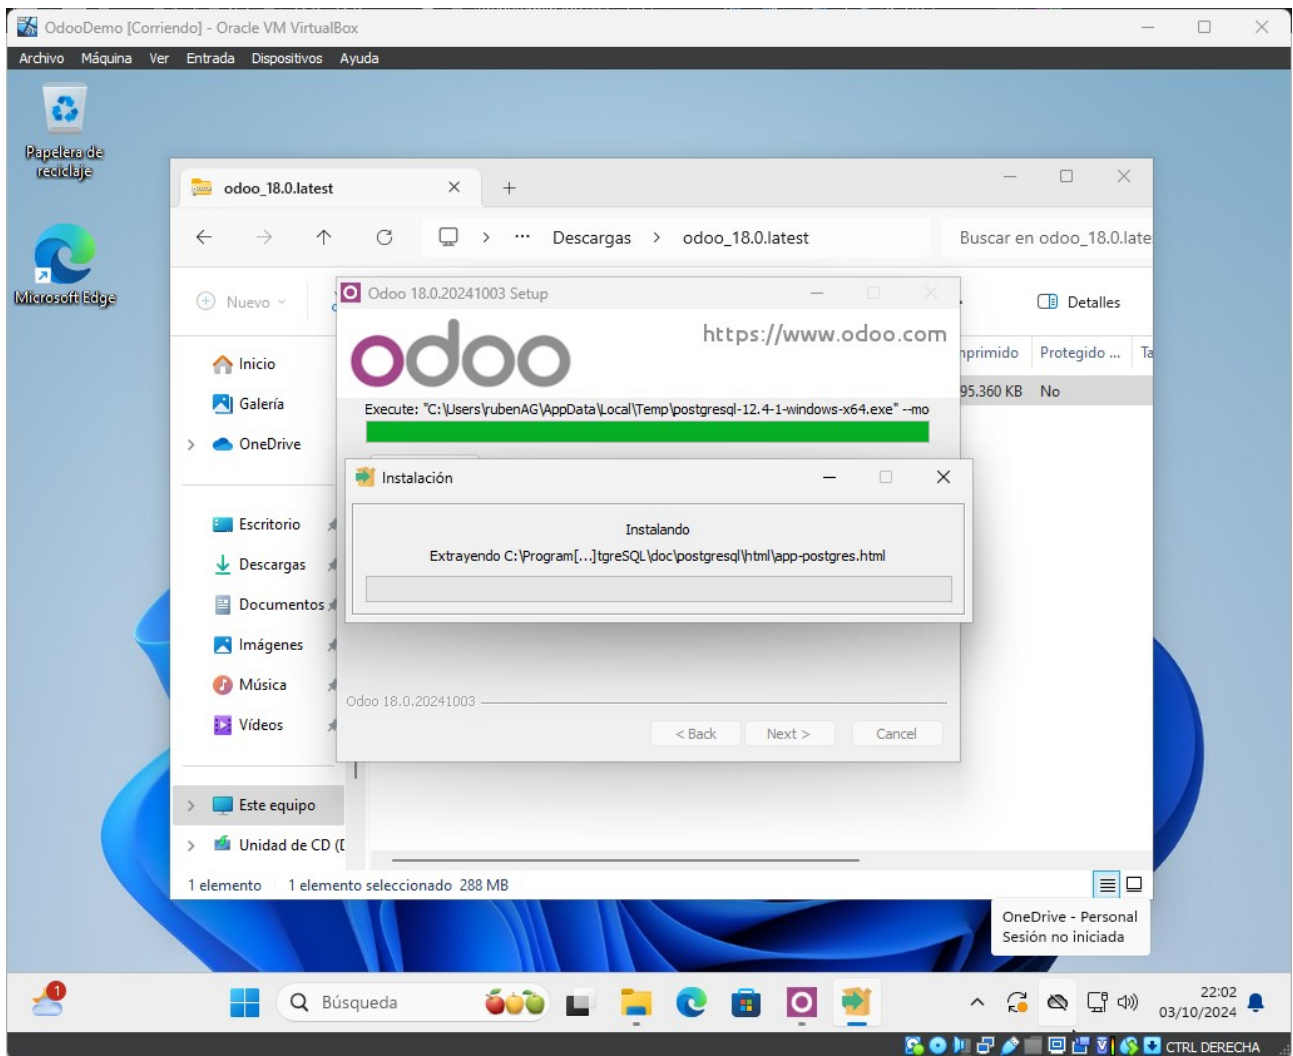 OdooDemo [Corriendo] - Oracle VM VirtualBox
Archivo Máquina Ver Entrada Dispositivos Ayuda
Papelera de
reciclaje
Microsoft Edge
odoo_18.0.latest
Descargas > odoo_18.0.latest
Buscar en odoo_18.0.late
Nuevo
Detalles
Odoo 18.0.20241003 Setup
odoo
https://www.odoo.com
nprimido Protegido ... Ta
95.360 KB No
Execute: "C:\Users\rubenAG\AppData\Local\Temp\postgresql-12.4-1-windows-x64.exe" --mo
Instalación
Instalando
Extrayendo C:\Program[...]tgreSQL\doc\postgresql\html\app-postgres.html
Odoo 18.0.20241003
< Back Next > Cancel
Inicio
Galería
OneDrive
Escritorio
Descargas
Documentos
Imágenes
Música
Vídeos
Este equipo
Unidad de CD (D
1 elemento 1 elemento seleccionado 288 MB
OneDrive - Personal
Sesión no iniciada
1
Búsqueda
22:02
03/10/2024
CTRL DERECHA